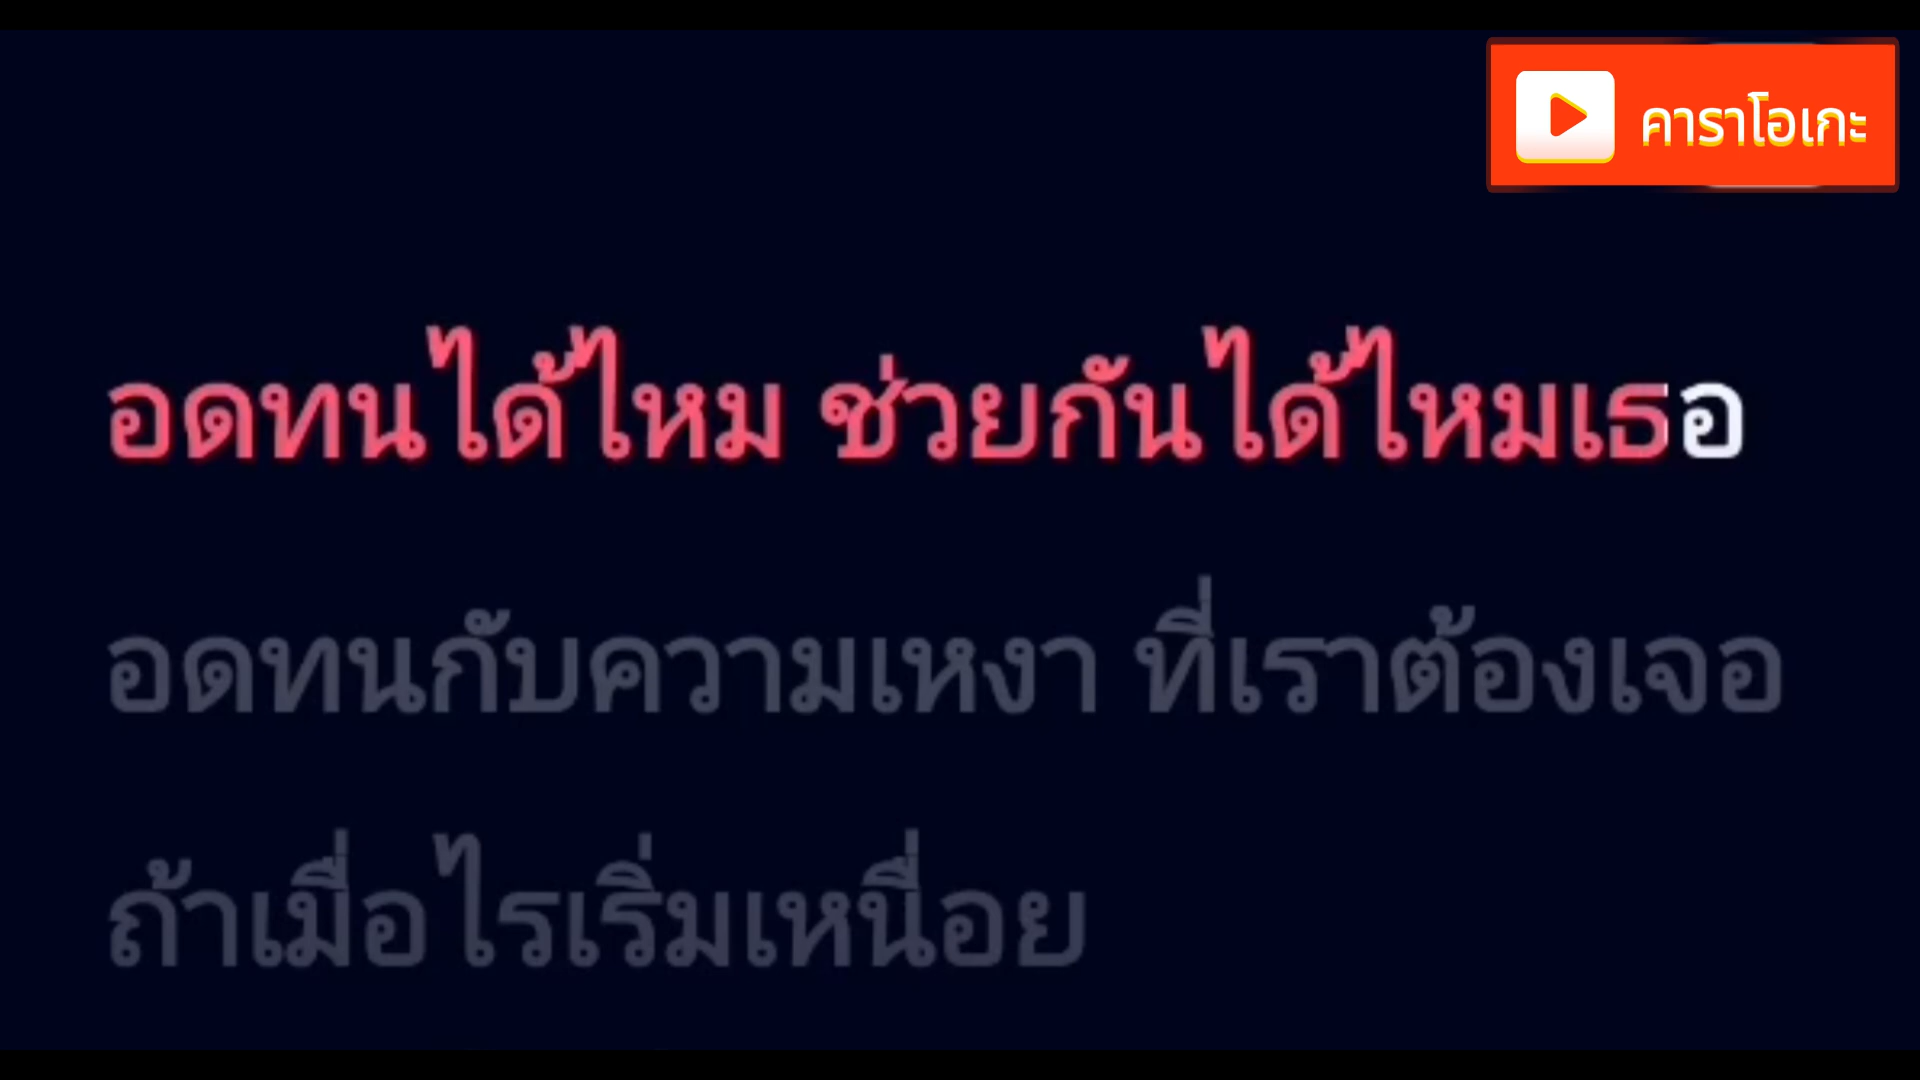 คาราโอเกะ
อดทนได้ไหม ช่วยกันได้ไหมเธอ
อดทนกับความเหงา ที่เราต้องเจอ
ถ้าเมื่อไรเริ่มเหนื่อย